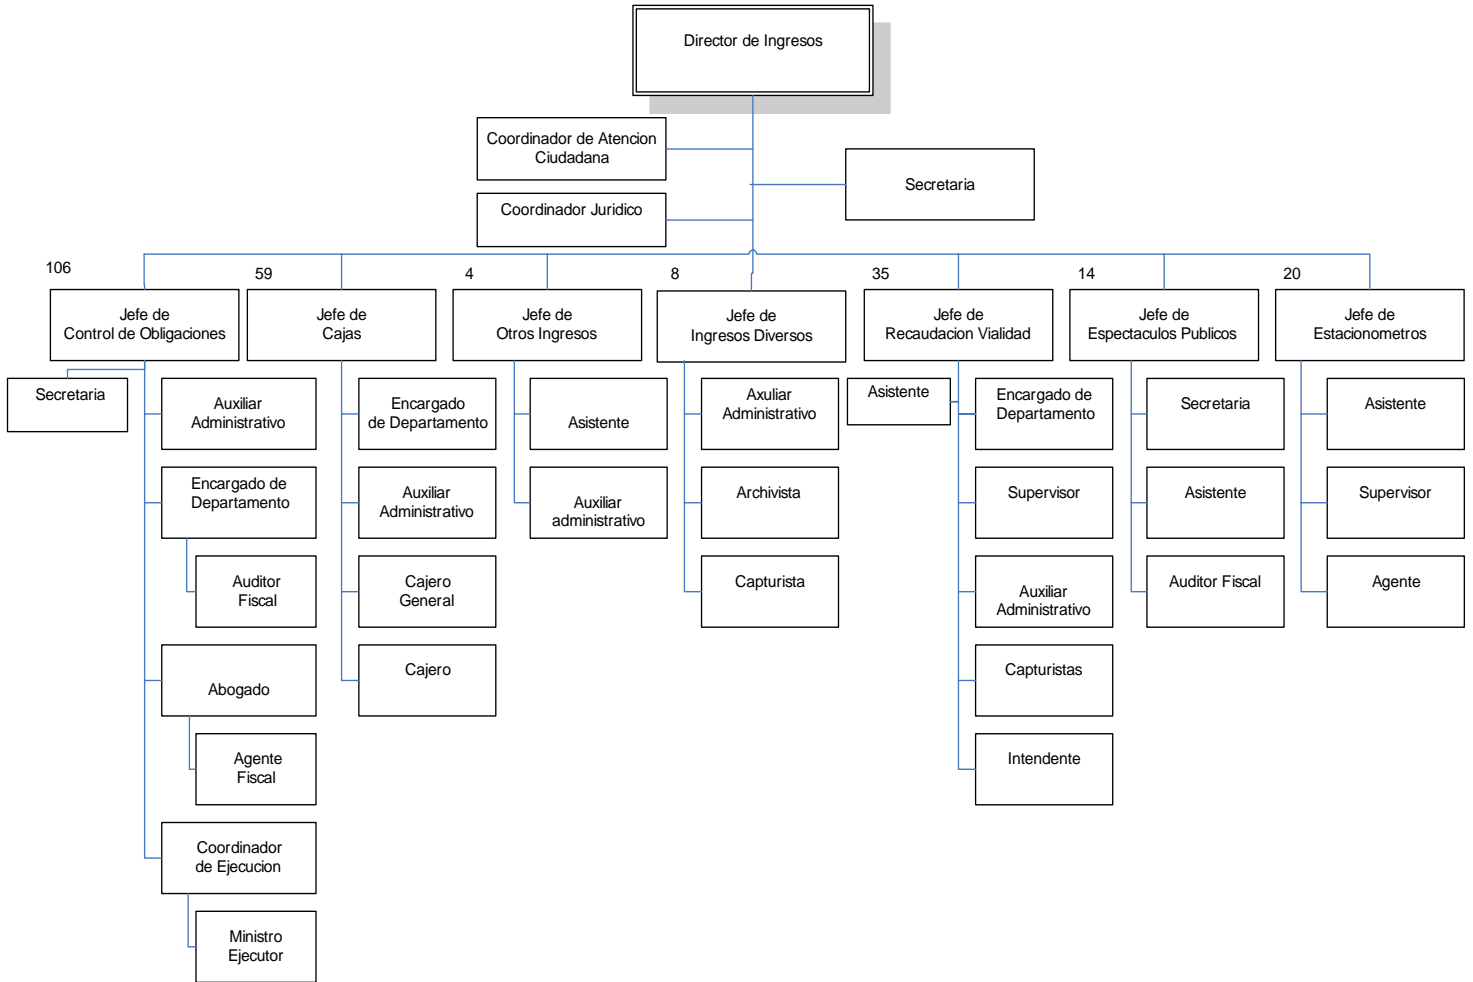 Director de Ingresos
Coordinador de Atencion
Ciudadana
Secretaria
Coordinador Juridico
106
59
4
8
35
14
20
Jefe de
Control de Obligaciones
Jefe de
Cajas
Jefe de
Otros Ingresos
Jefe de
Ingresos Diversos
Jefe de
Recaudacion Vialidad
Jefe de
Espectaculos Publicos
Jefe de
Estacionometros
Secretaria
Auxiliar
Administrativo
Encargado de
Departamento
Auditor
Fiscal
Abogado
Agente
Fiscal
Coordinador
de Ejecucion
Ministro
Ejecutor
Encargado
de Departamento
Auxiliar
Administrativo
Cajero
General
Cajero
Asistente
Auxiliar
administrativo
Axuliar
Administrativo
Archivista
Capturista
Asistente
Encargado de
Departamento
Supervisor
Auxiliar
Administrativo
Capturistas
Intendente
Secretaria
Asistente
Auditor Fiscal
Asistente
Supervisor
Agente